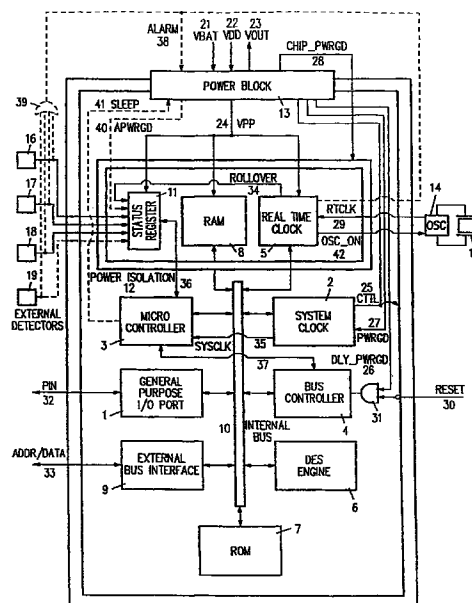 21 22 23
ALARM VBAT VDD VOUT
38
CHIP_PWRGD
28
POWER BLOCK
41 SLEEP
13
39
40 APWRGD
24 VPP
16
ROLLOVER
11
34
14
17
STATUS REGISTER
RAM
REAL TIME CLOCK
RTCLK
OSC
8
5
29
18
OSC_ON
42
POWER ISOLATION
12
36
19
2
25
CTTL
EXTERNAL DETECTORS
MICRO CONTROLLER
SYSTEM CLOCK
27
PWRGD
3
SYSCLK
35
37
DLY_PWRGD
26
PIN
32
GENERAL PURPOSE I/O PORT
BUS CONTROLLER
RESET
30
1
4
31
10
INTERNAL BUS
ADDR/DATA
33
EXTERNAL BUS INTERFACE
DES ENGINE
9
6
7
ROM